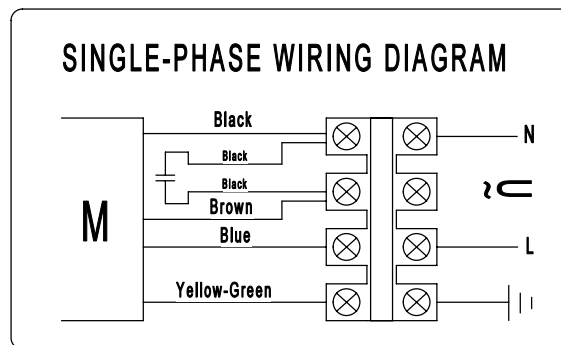 SINGLE-PHASE WIRING DIAGRAM
Black
N
Black
Black
U~
Brown
M
Blue
L
Yellow-Green